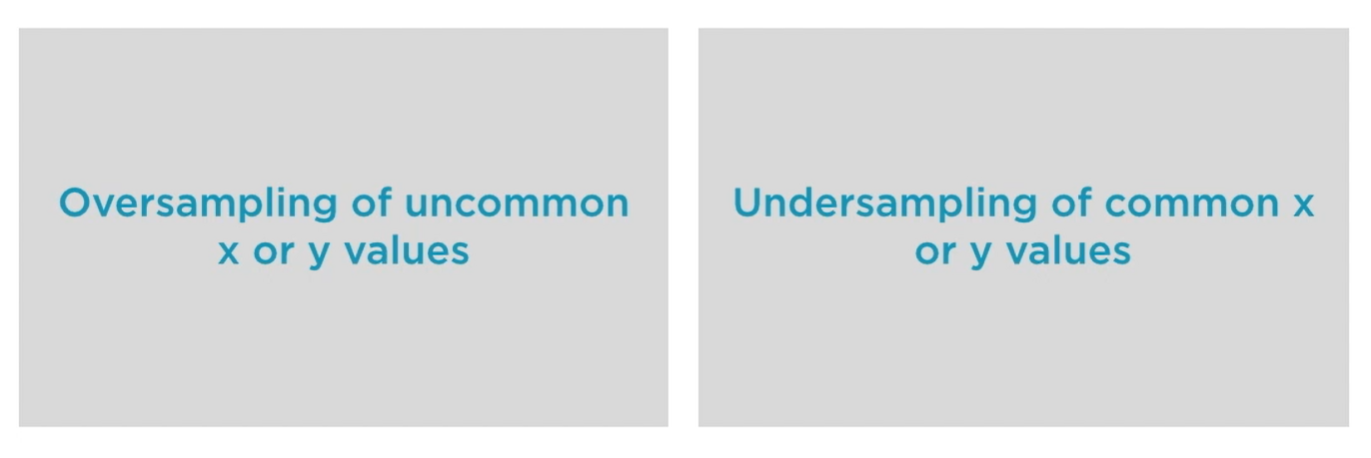 Oversampling of uncommon
x or y values
Undersampling of common x
or y values